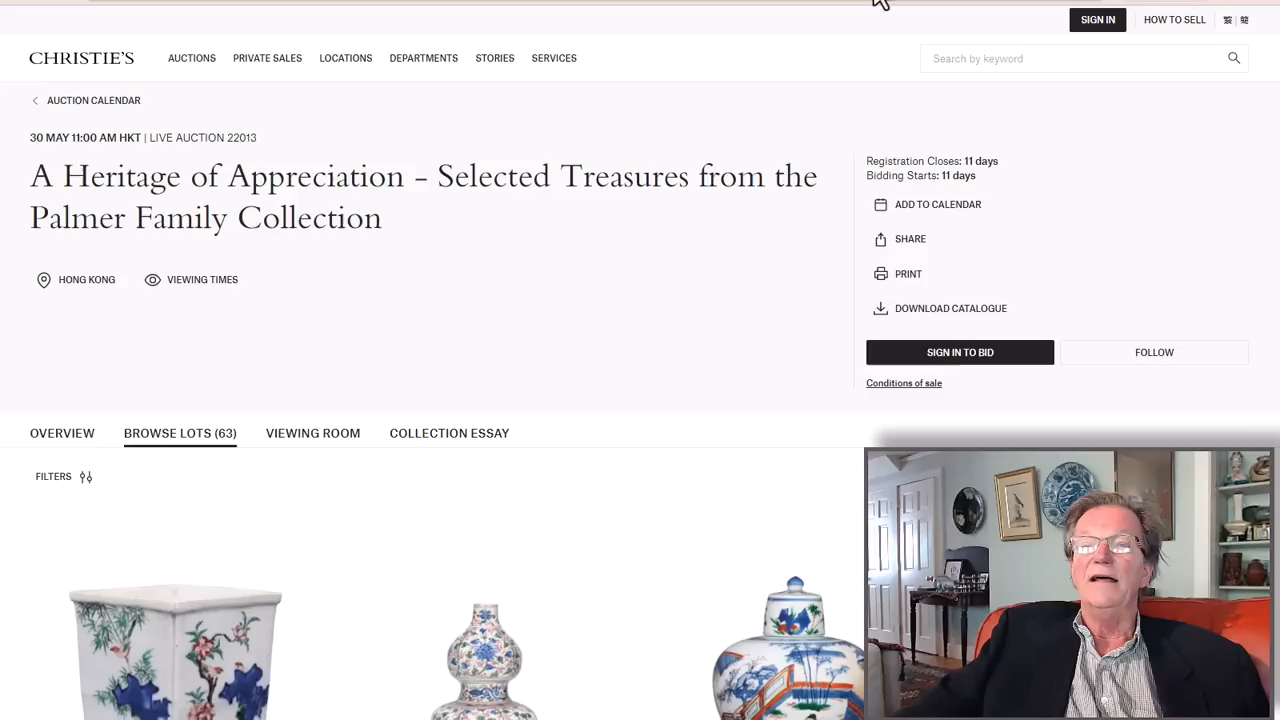 SIGN IN
HOW TO SELL
繁 | 簡
CHRISTIE'S
AUCTIONS
PRIVATE SALES
LOCATIONS
DEPARTMENTS
STORIES
SERVICES
Search by keyword
AUCTION CALENDAR
30 MAY 11:00 AM HKT | LIVE AUCTION 22013
A Heritage of Appreciation – Selected Treasures from the
Palmer Family Collection
HONG KONG
VIEWING TIMES
Registration Closes: 11 days
Bidding Starts: 11 days
ADD TO CALENDAR
SHARE
PRINT
DOWNLOAD CATALOGUE
SIGN IN TO BID
FOLLOW
Conditions of sale
OVERVIEW
BROWSE LOTS (63)
VIEWING ROOM
COLLECTION ESSAY
FILTERS